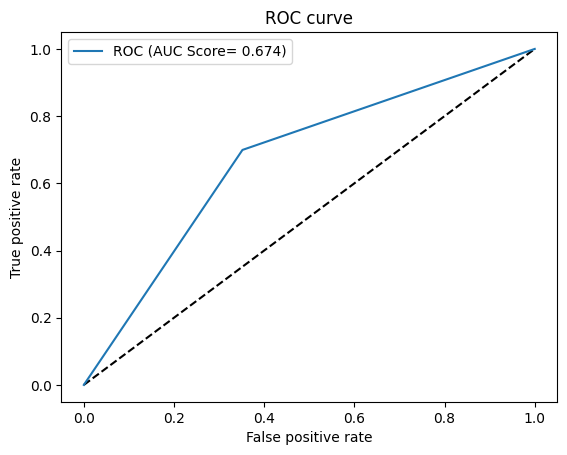 ROC curve
ROC (AUC Score= 0.674)
True positive rate
1.0
0.8
0.6
0.4
0.2
0.0
0.0 0.2 0.4 0.6 0.8 1.0
False positive rate